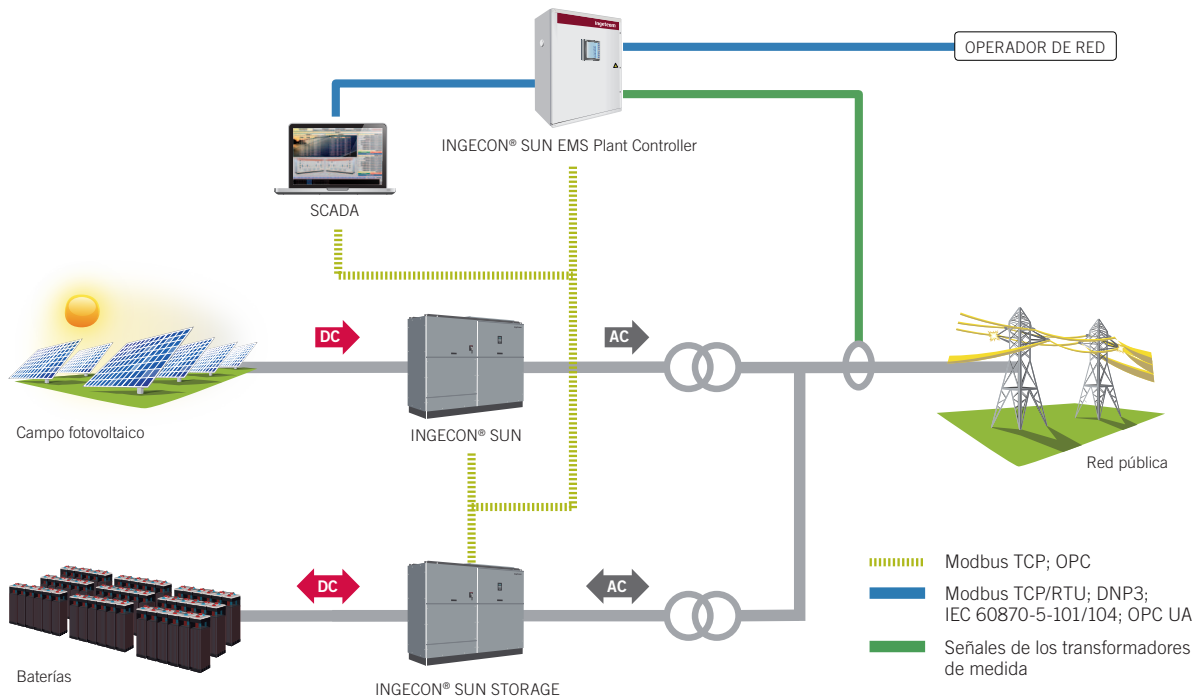 Ingeteam
OPERADOR DE RED
INGECON® SUN EMS Plant Controller
SCADA
DC
AC
Campo fotovoltaico
INGECON® SUN
Red pública
DC
AC
Baterías
INGECON® SUN STORAGE
Modbus TCP; OPC
Modbus TCP/RTU; DNP3;
IEC 60870-5-101/104; OPC UA
Señales de los transformadores
de medida